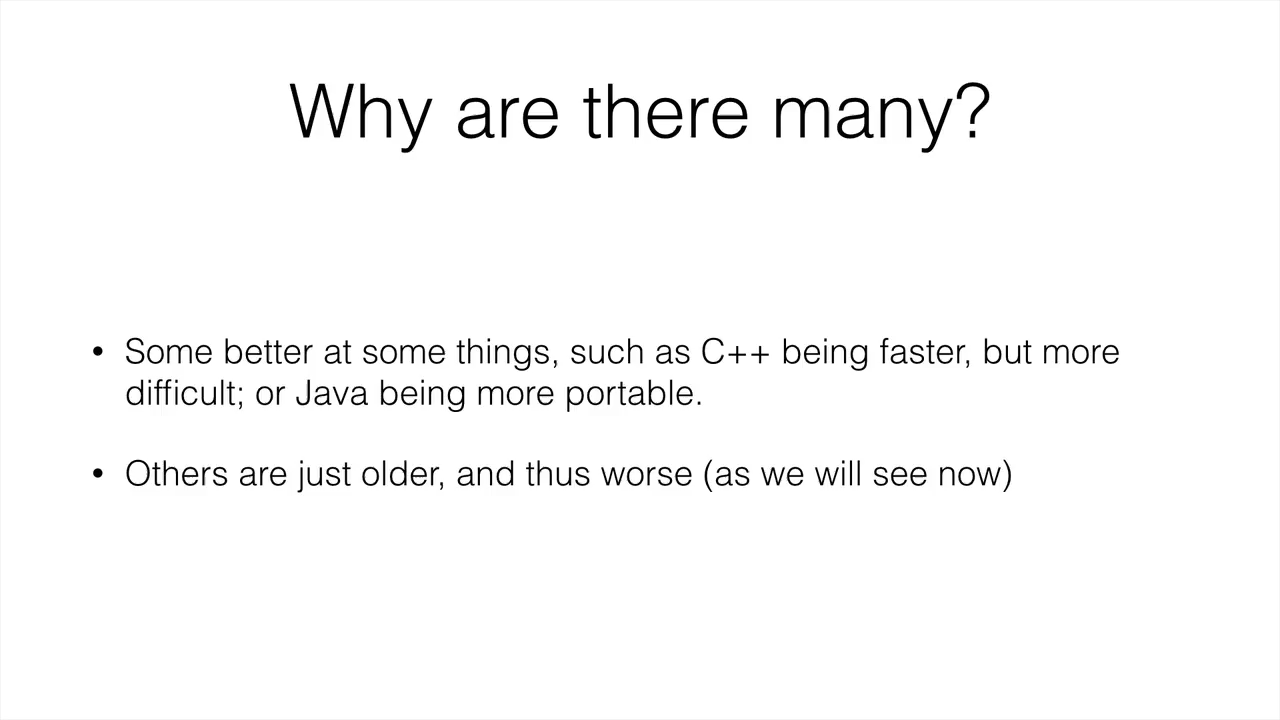 Why are there many?
• Some better at some things, such as C++ being faster, but more
difficult; or Java being more portable.
• Others are just older, and thus worse (as we will see now)